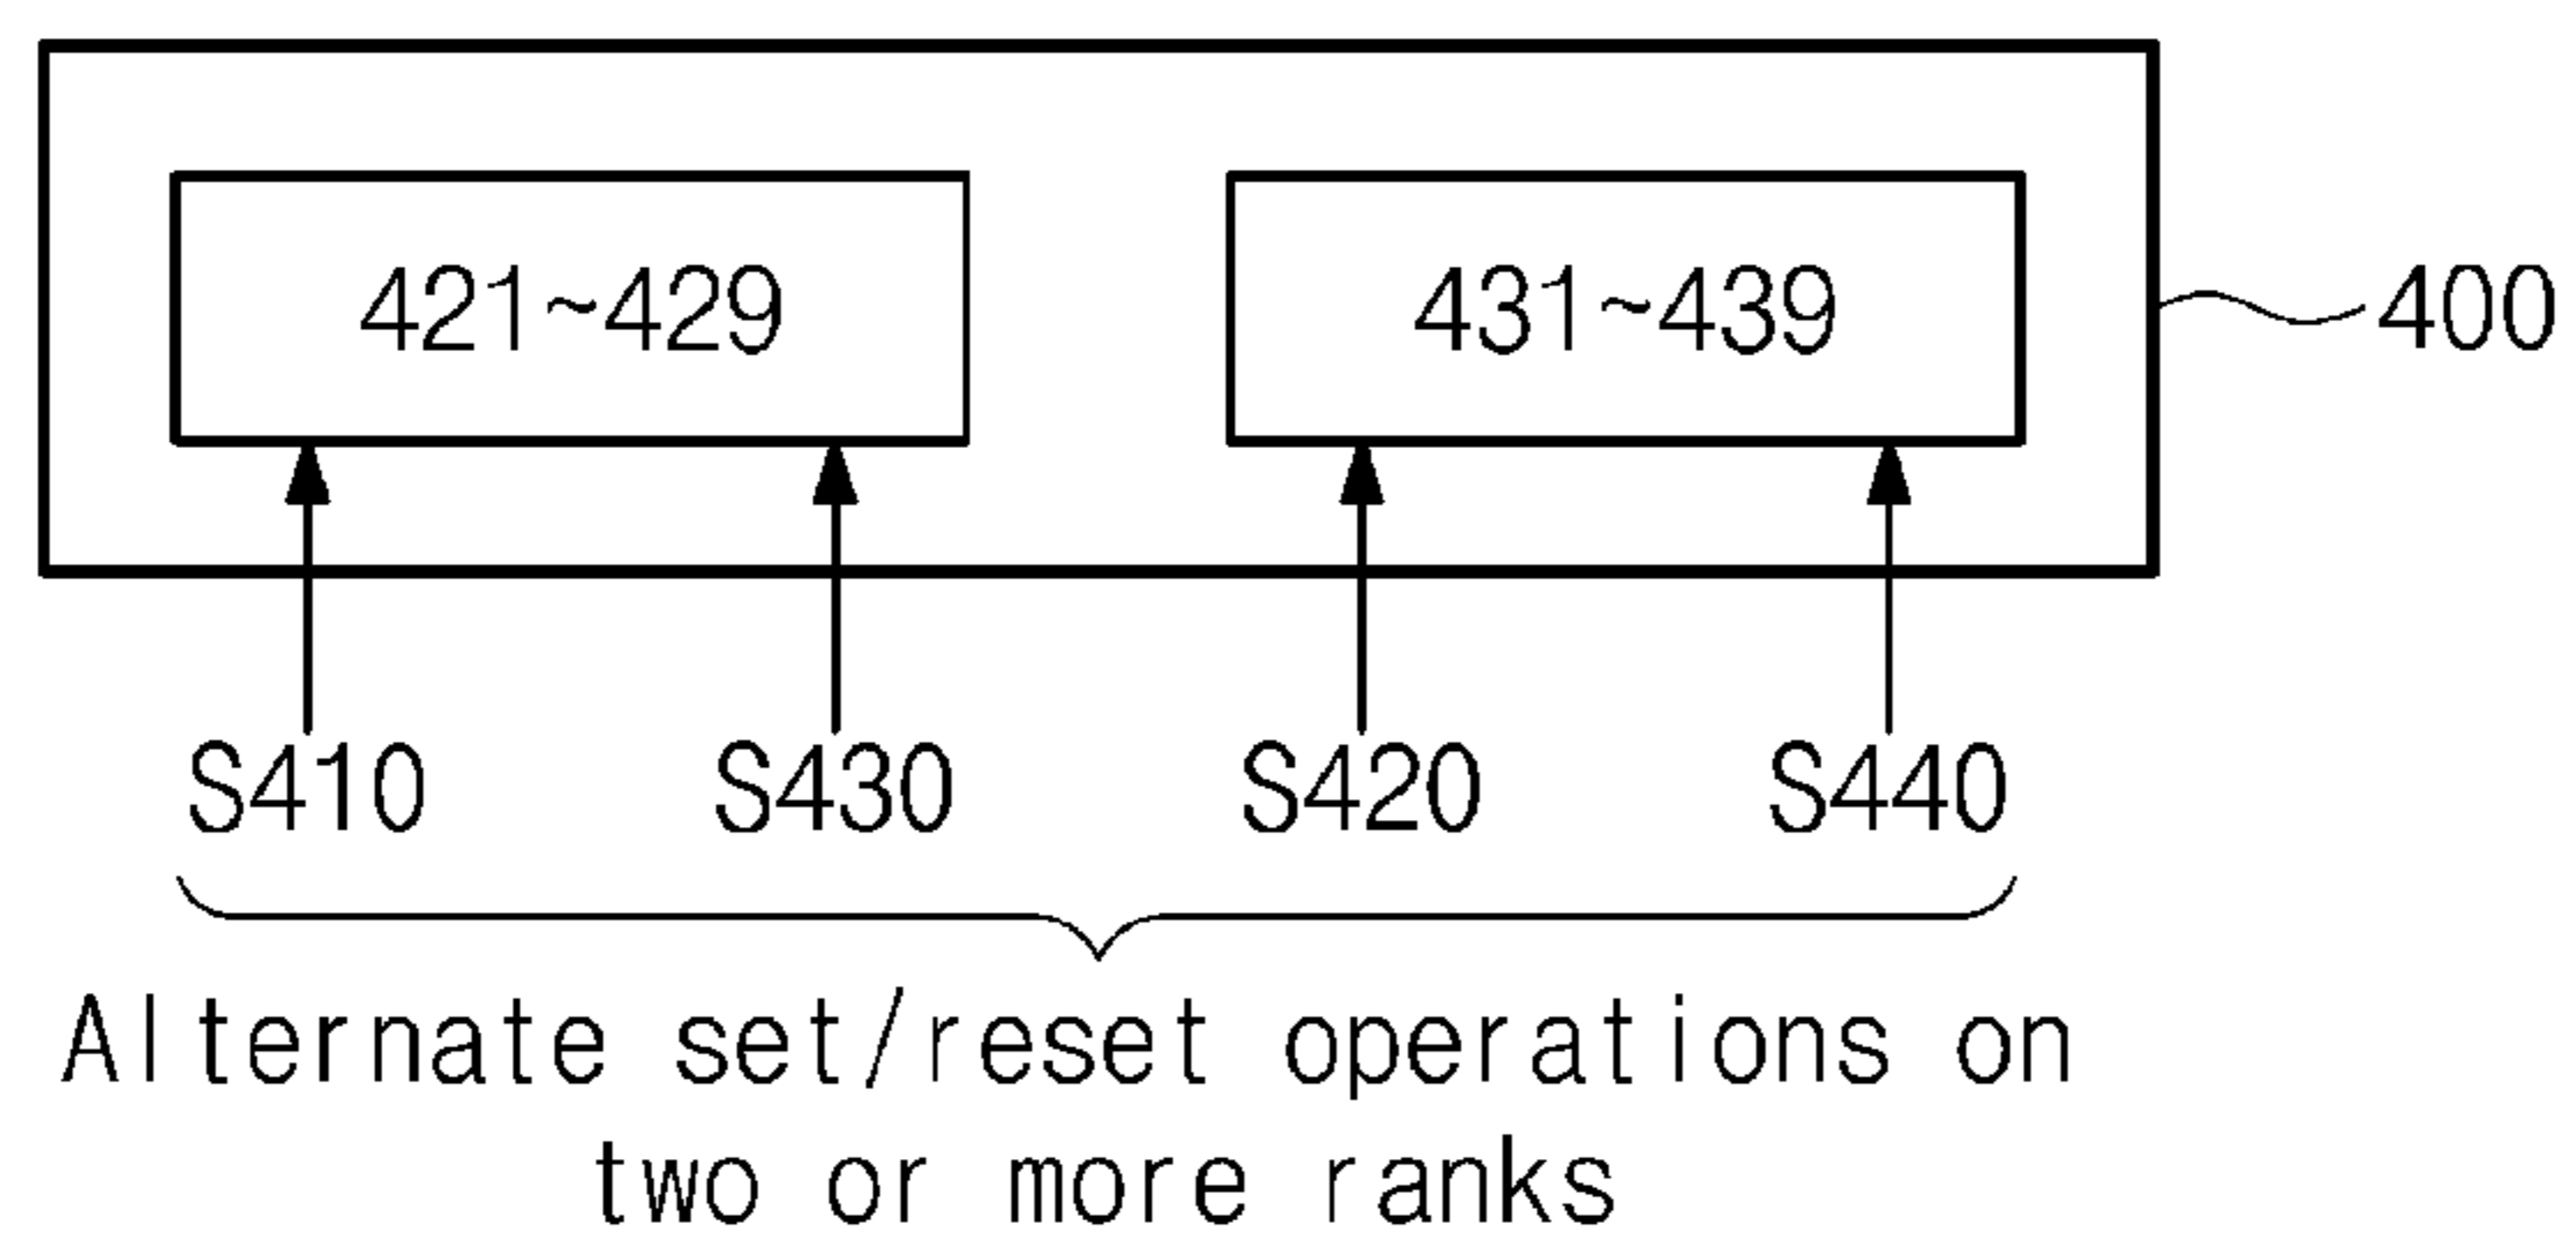 421~429
431~439
400
S410
S430
S420
S440
Alternate set/reset operations on
two or more ranks